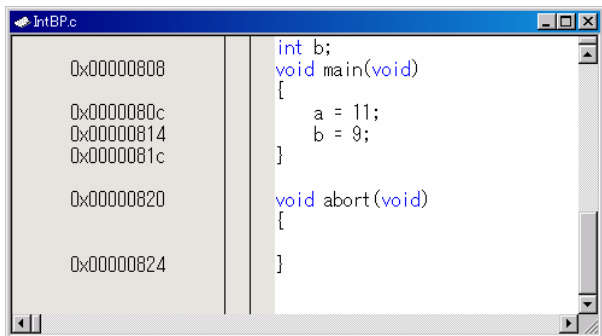 IntBP.c
int b;
0x00000808 void main(void)
{
0x0000080c a = 11;
0x00000814 b = 9;
0x0000081c }
0x00000820 void abort(void)
{
0x00000824 }